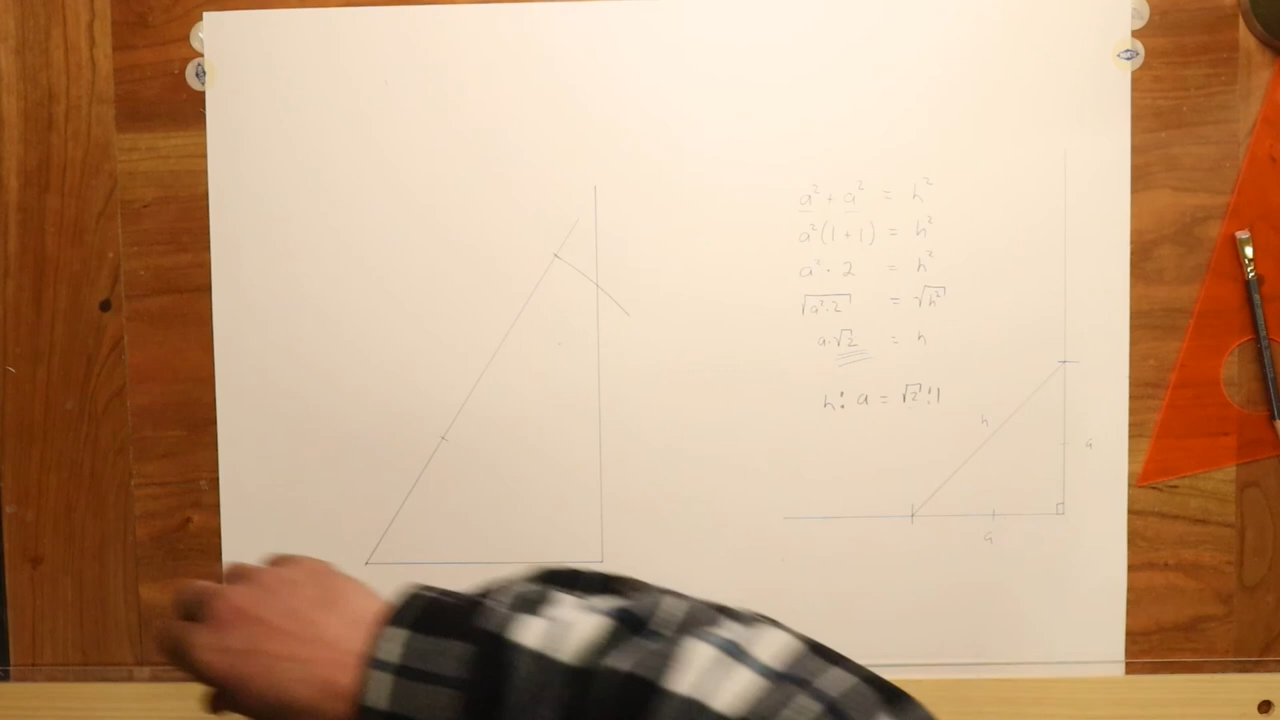 a² + a² = h²
a²(1+1) = h²
a² · 2 = h²
√a²·2 = √h²
a·√2 = h
h : a = √2 : 1
h
a
a